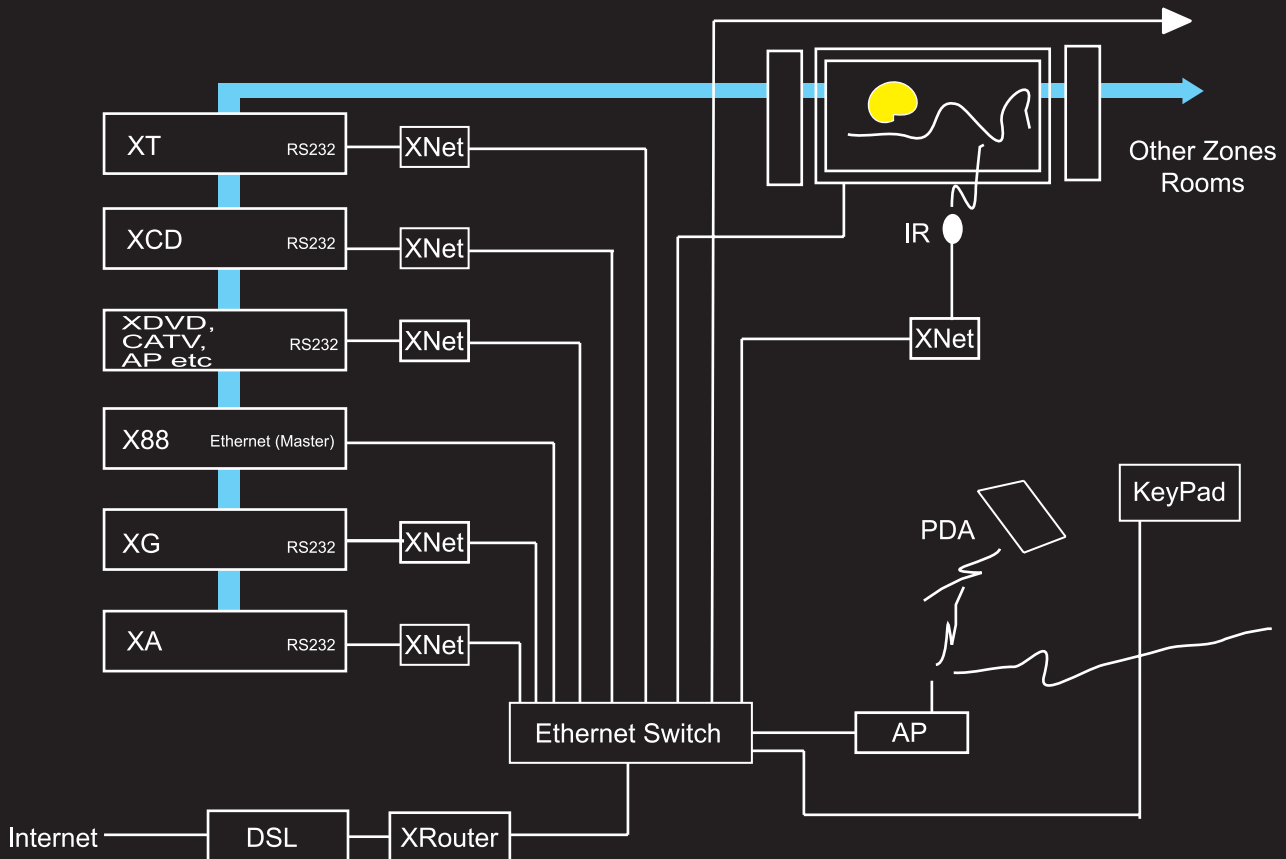 XT RS232 XNet
Other Zones
Rooms
XCD RS232 XNet
IR
XDVD,
CATV,
AP etc
RS232 XNet
XNet
X88 Ethernet (Master)
KeyPad
PDA
XG RS232 XNet
XA RS232 XNet
Ethernet Switch
AP
Internet
DSL
XRouter